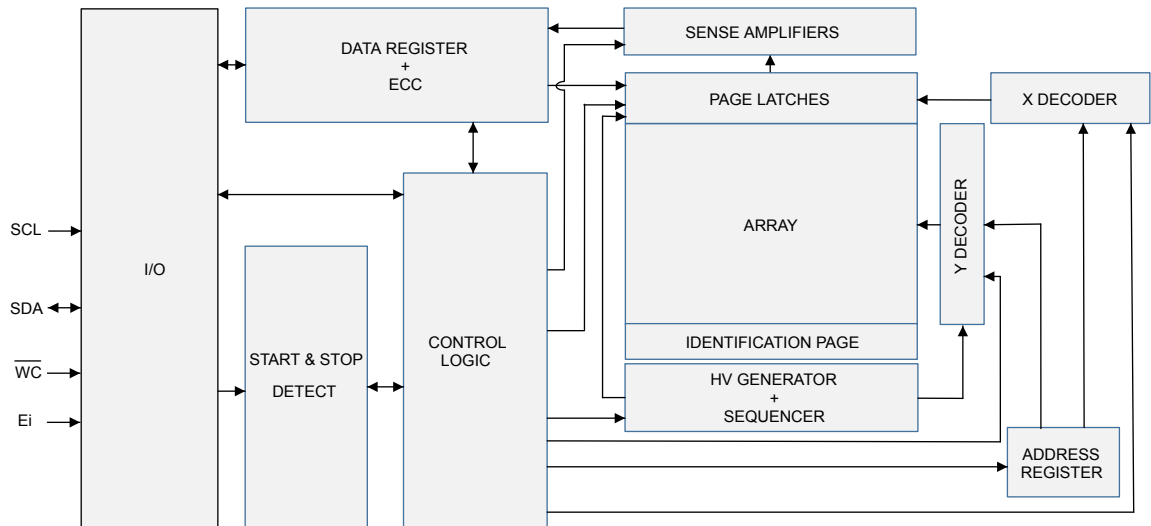 SENSE AMPLIFIERS
DATA REGISTER
+
ECC
PAGE LATCHES
X DECODER
Y DECODER
ARRAY
SCL
I/O
SDA
IDENTIFICATION PAGE
CONTROL
LOGIC
START & STOP
DETECT
WC
HV GENERATOR
+
SEQUENCER
Ei
ADDRESS
REGISTER